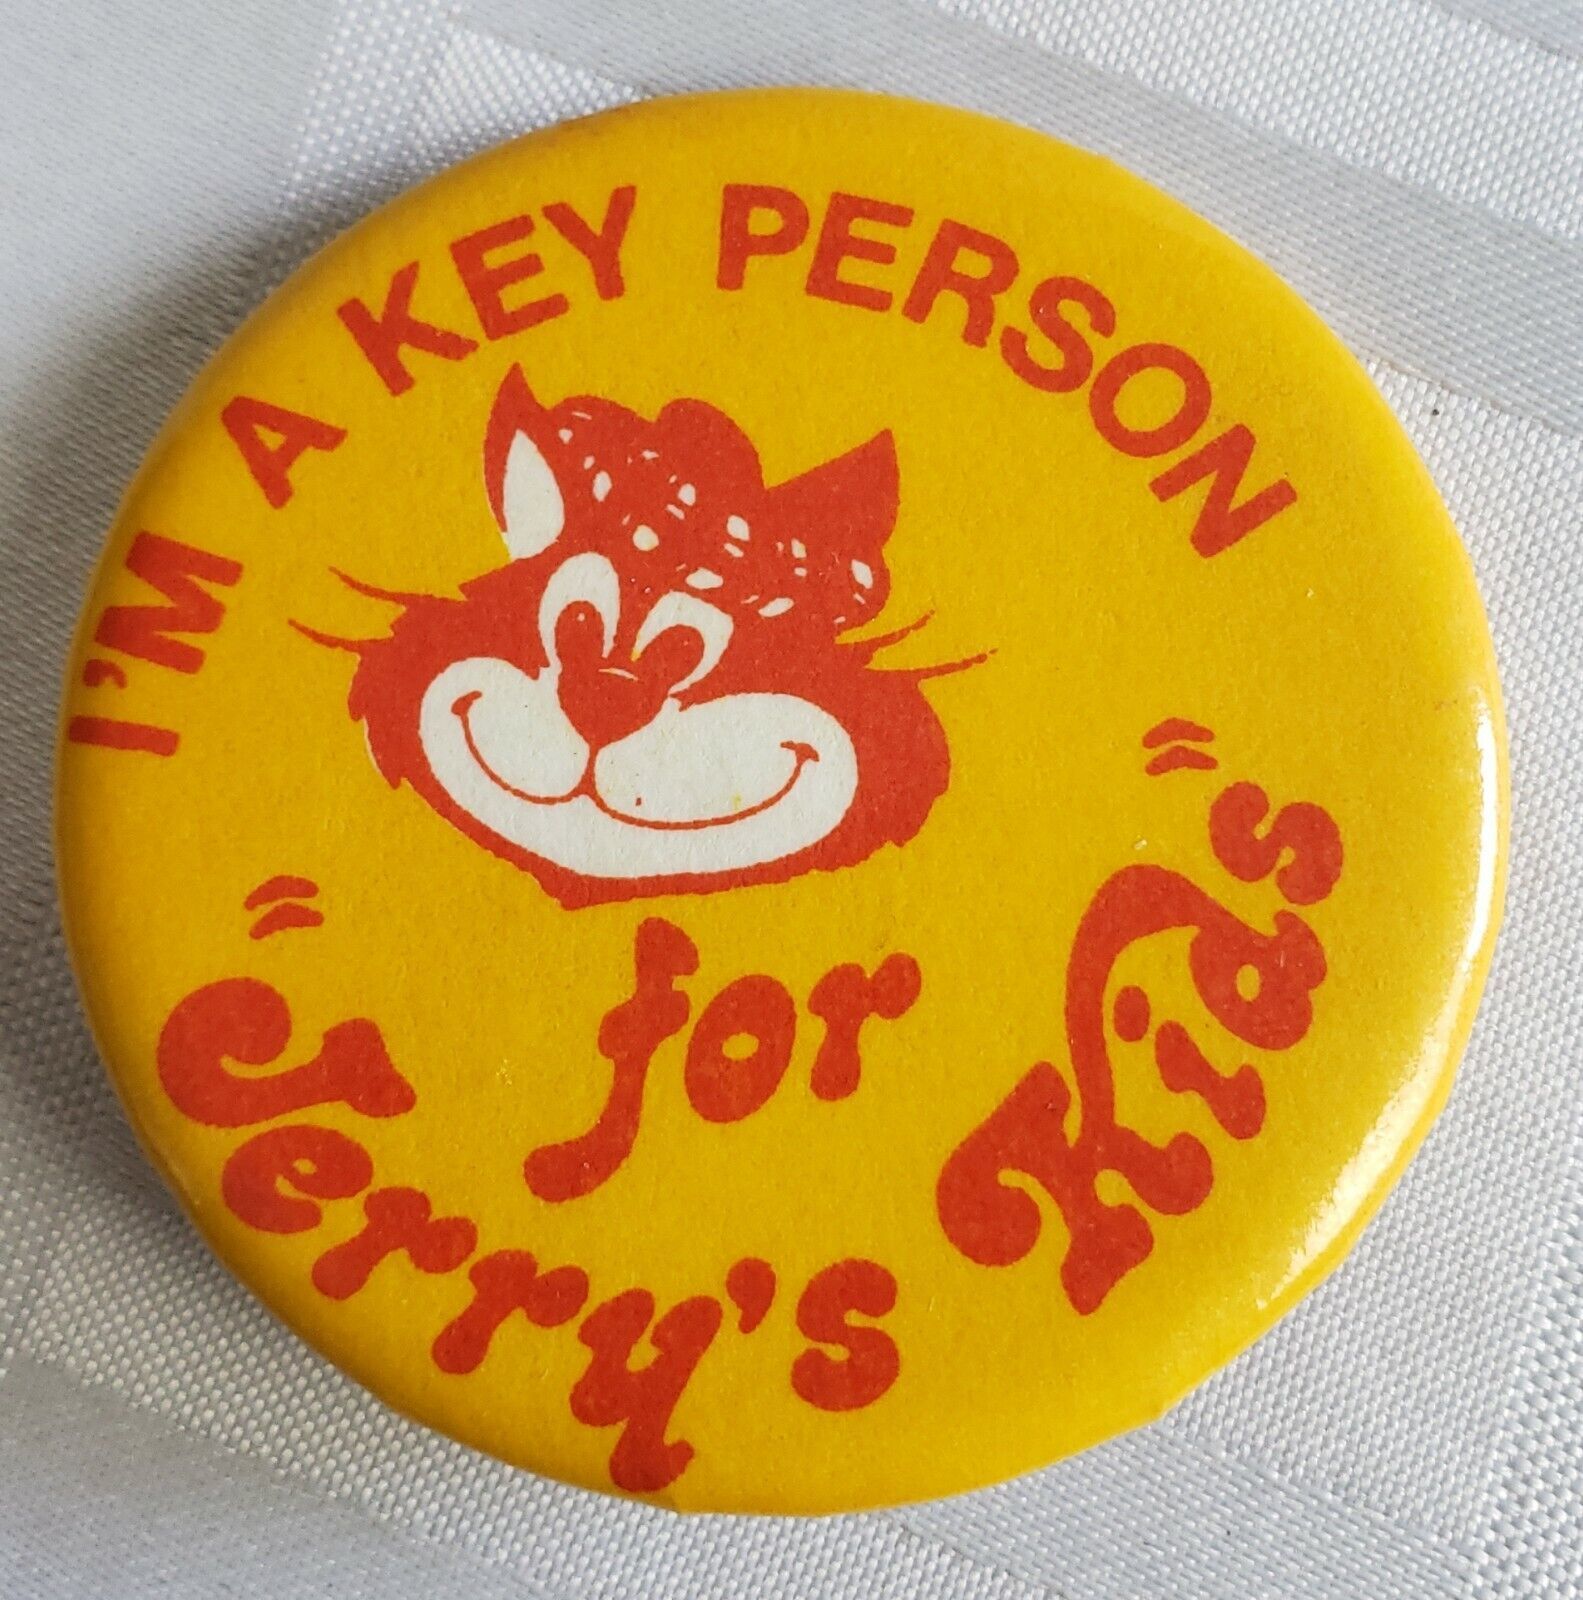 I'M A KEY PERSON
for
"Jerry's Kids"